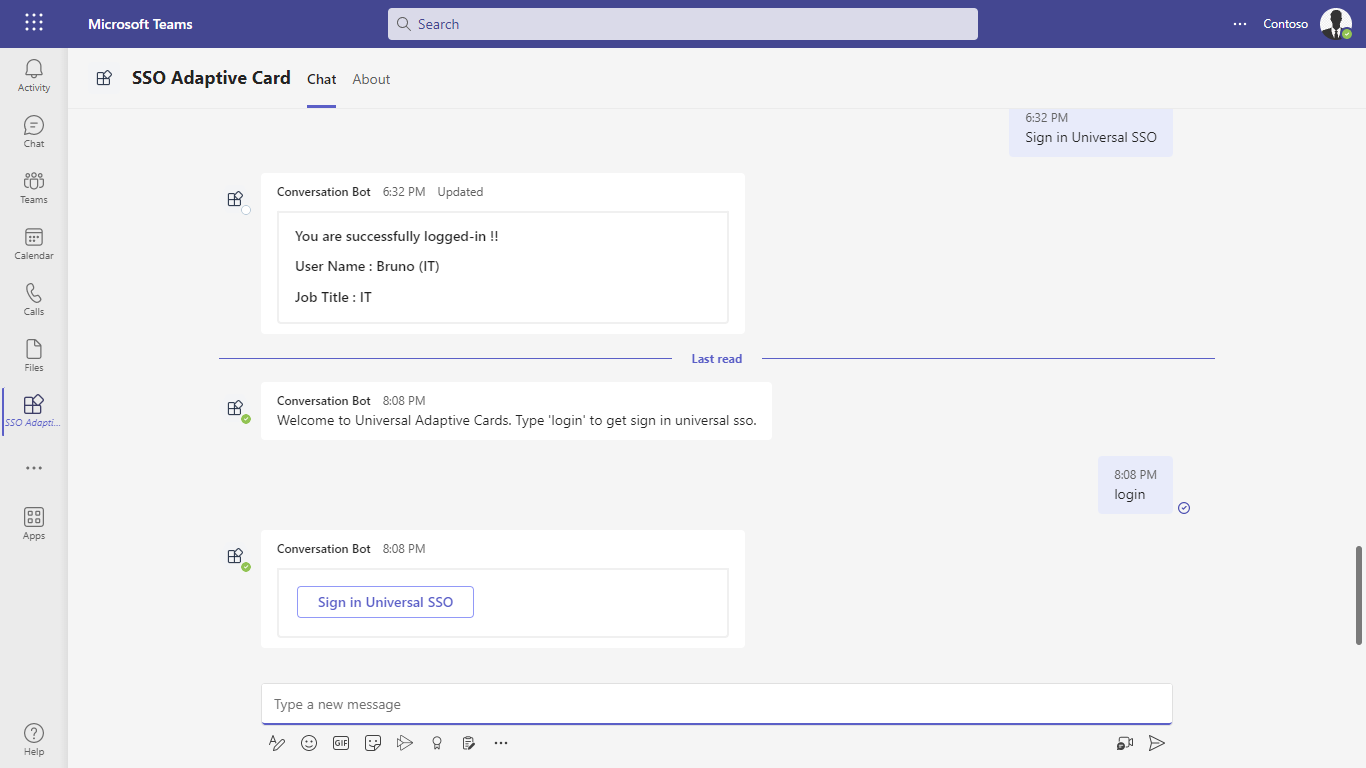 Microsoft Teams
Search
Contoso
Activity
Chat
Teams
Calendar
Calls
Files
SSO Adapti...
Apps
Help
SSO Adaptive Card
Chat
About
6:32 PM
Sign in Universal SSO
Conversation Bot 6:32 PM Updated
You are successfully logged-in !!
User Name : Bruno (IT)
Job Title : IT
Last read
Conversation Bot 8:08 PM
Welcome to Universal Adaptive Cards. Type 'login' to get sign in universal sso.
8:08 PM
login
Conversation Bot 8:08 PM
Sign in Universal SSO
Type a new message
GIF